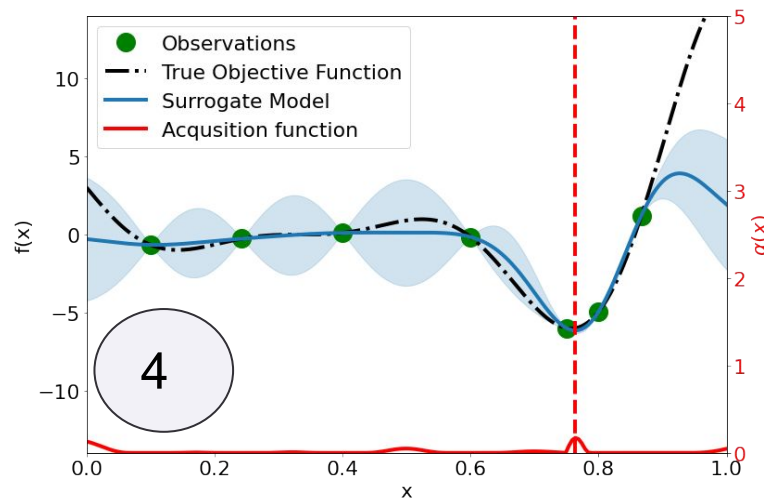 Observations
True Objective Function
Surrogate Model
Acqusition function
10
5
0
−5
−10
f(x)
5
4
3
2
1
0
α(x)
4
0.0 0.2 0.4 0.6 0.8 1.0
x